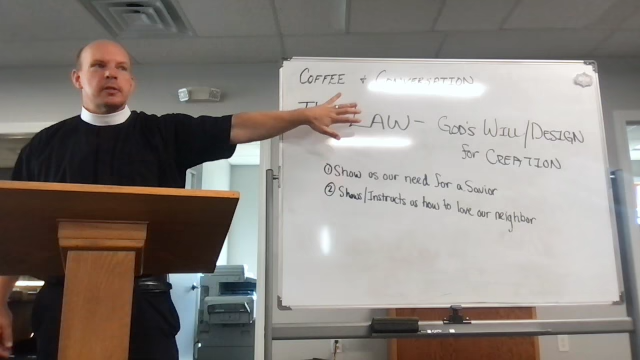 COFFEE & CONVERSATION
THE LAW - GOD'S WILL/DESIGN
for CREATION
① Show us our need for a Savior
② Shows/Instructs us how to love our neighbor